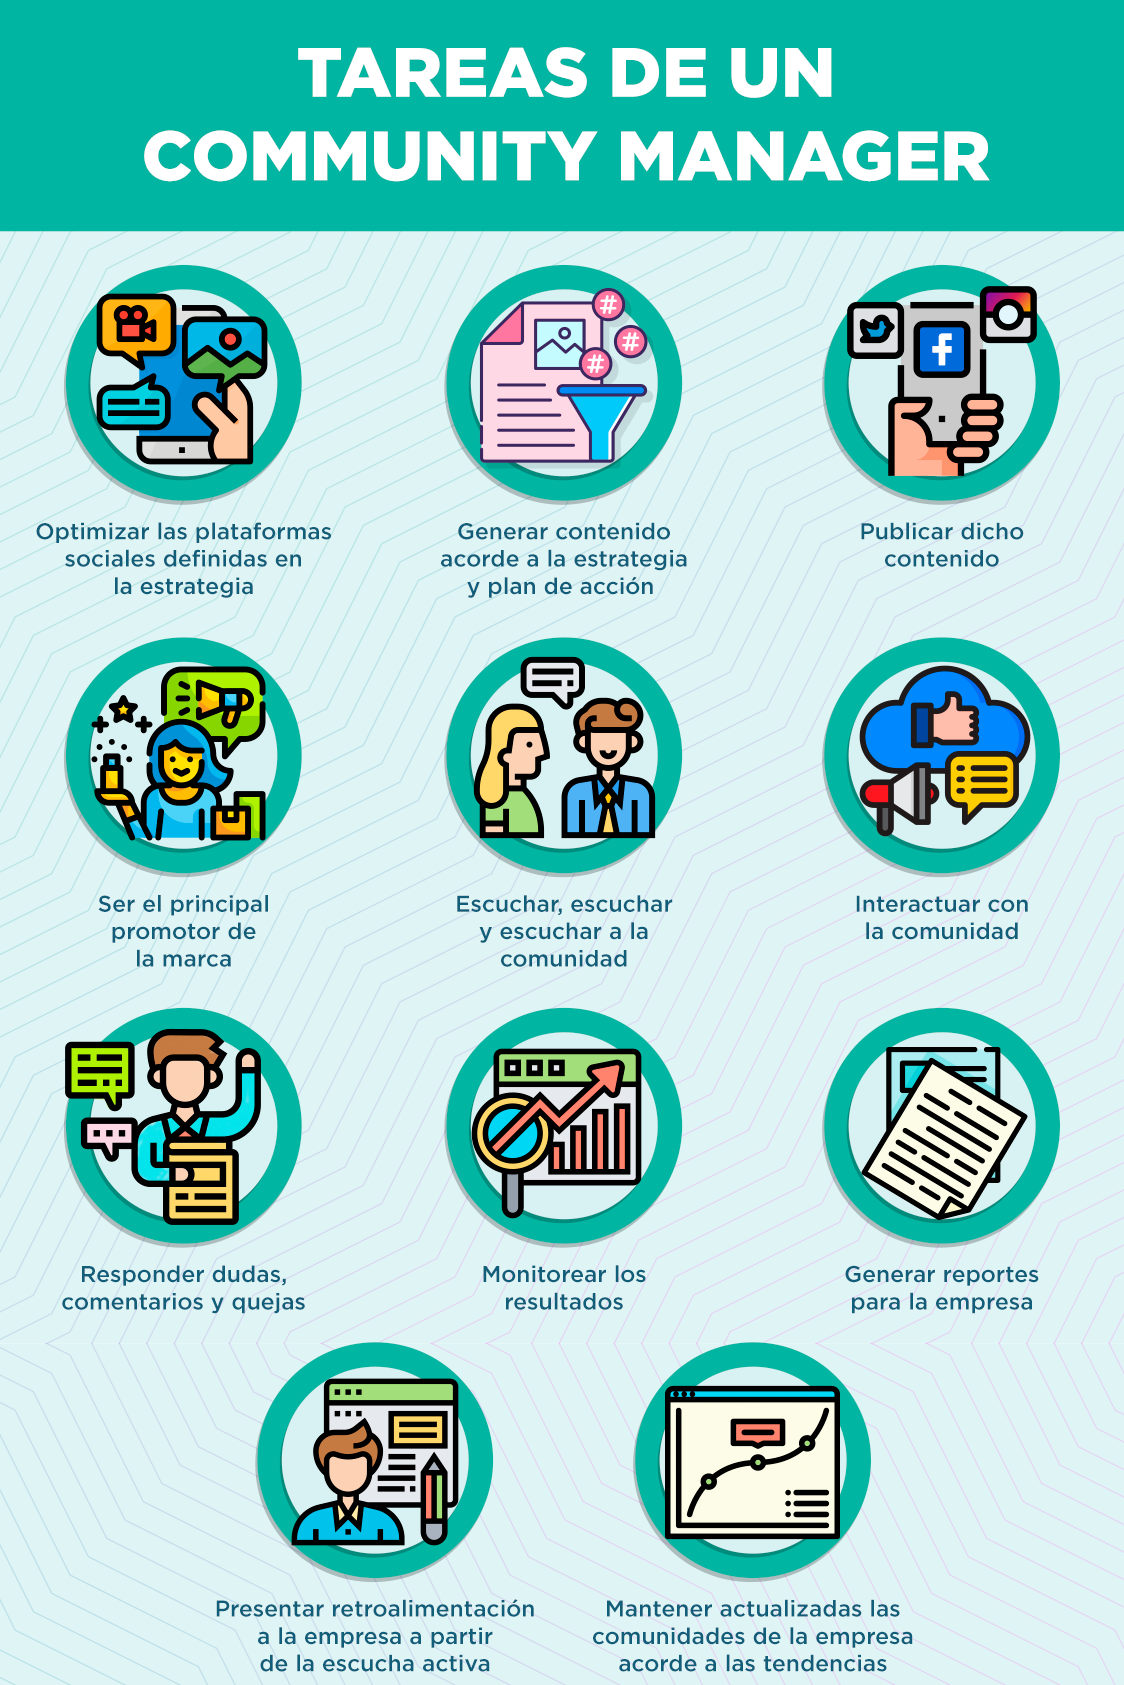 TAREAS DE UN
COMMUNITY MANAGER
#
#
#
f
Optimizar las plataformas
sociales definidas en
la estrategia
Generar contenido
acorde a la estrategia
y plan de acción
Publicar dicho
contenido
Ser el principal
promotor de
la marca
Escuchar, escuchar
y escuchar a la
comunidad
Interactuar con
la comunidad
Responder dudas,
comentarios y quejas
Monitorear los
resultados
Generar reportes
para la empresa
Presentar retroalimentación
a la empresa a partir
de la escucha activa
Mantener actualizadas las
comunidades de la empresa
acorde a las tendencias